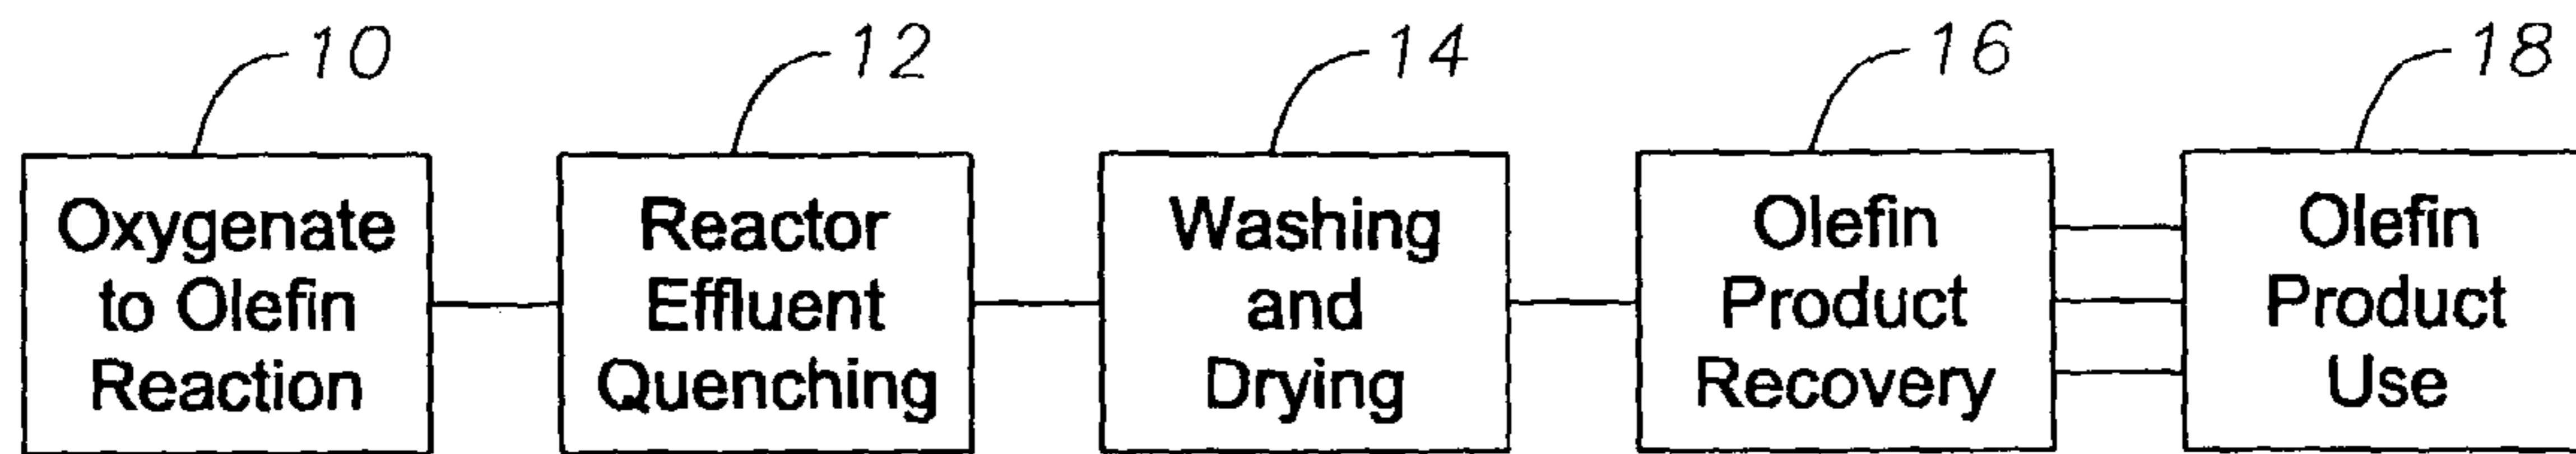 10
12
14
16
18
Oxygenate
to Olefin
Reaction
Reactor
Effluent
Quenching
Washing
and
Drying
Olefin
Product
Recovery
Olefin
Product
Use